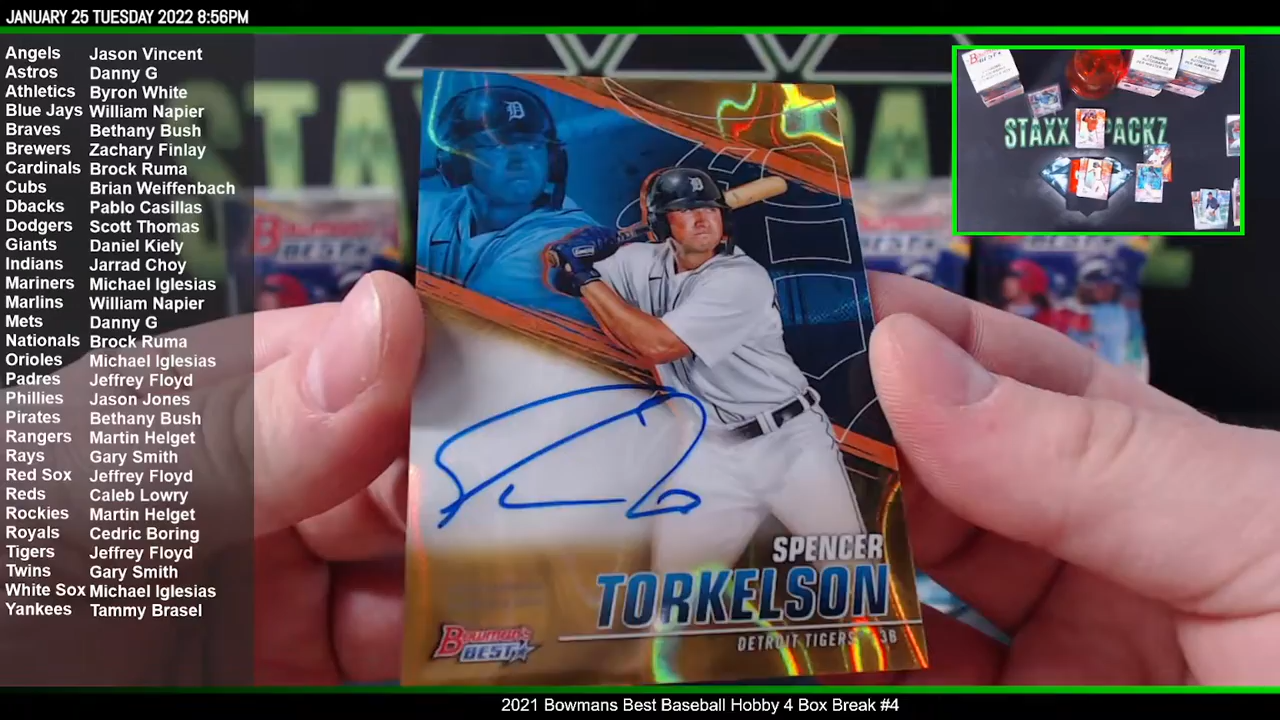 JANUARY 25 TUESDAY 2022 8:56PM
Angels Jason Vincent
Astros Danny G
Athletics Byron White
Blue Jays William Napier
Braves Bethany Bush
Brewers Zachary Finlay
Cardinals Brock Ruma
Cubs Brian Weiffenbach
Dbacks Pablo Casillas
Dodgers Scott Thomas
Giants Daniel Kiely
Indians Jarrad Choy
Mariners Michael Iglesias
Marlins William Napier
Mets Danny G
Nationals Brock Ruma
Orioles Michael Iglesias
Padres Jeffrey Floyd
Phillies Jason Jones
Pirates Bethany Bush
Rangers Martin Helget
Rays Gary Smith
Red Sox Jeffrey Floyd
Reds Caleb Lowry
Rockies Martin Helget
Royals Cedric Boring
Tigers Jeffrey Floyd
Twins Gary Smith
White Sox Michael Iglesias
Yankees Tammy Brasel
STAXX PACKZ
D
D
SPENCER
TORKELSON
DETROIT TIGERS 3B
Bowman's
BEST
Bowman's
BEST
2021 Bowmans Best Baseball Hobby 4 Box Break #4